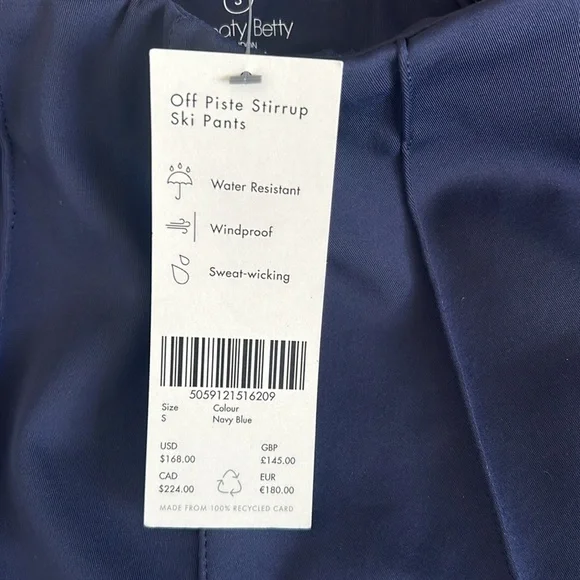 S
Betty
Off Piste Stirrup
Ski Pants
Water Resistant
Windproof
Sweat-wicking
5059121516209
Size Colour
S Navy Blue
USD GBP
$168.00 £145.00
CAD EUR
$224.00 €180.00
MADE FROM 100% RECYCLED CARD